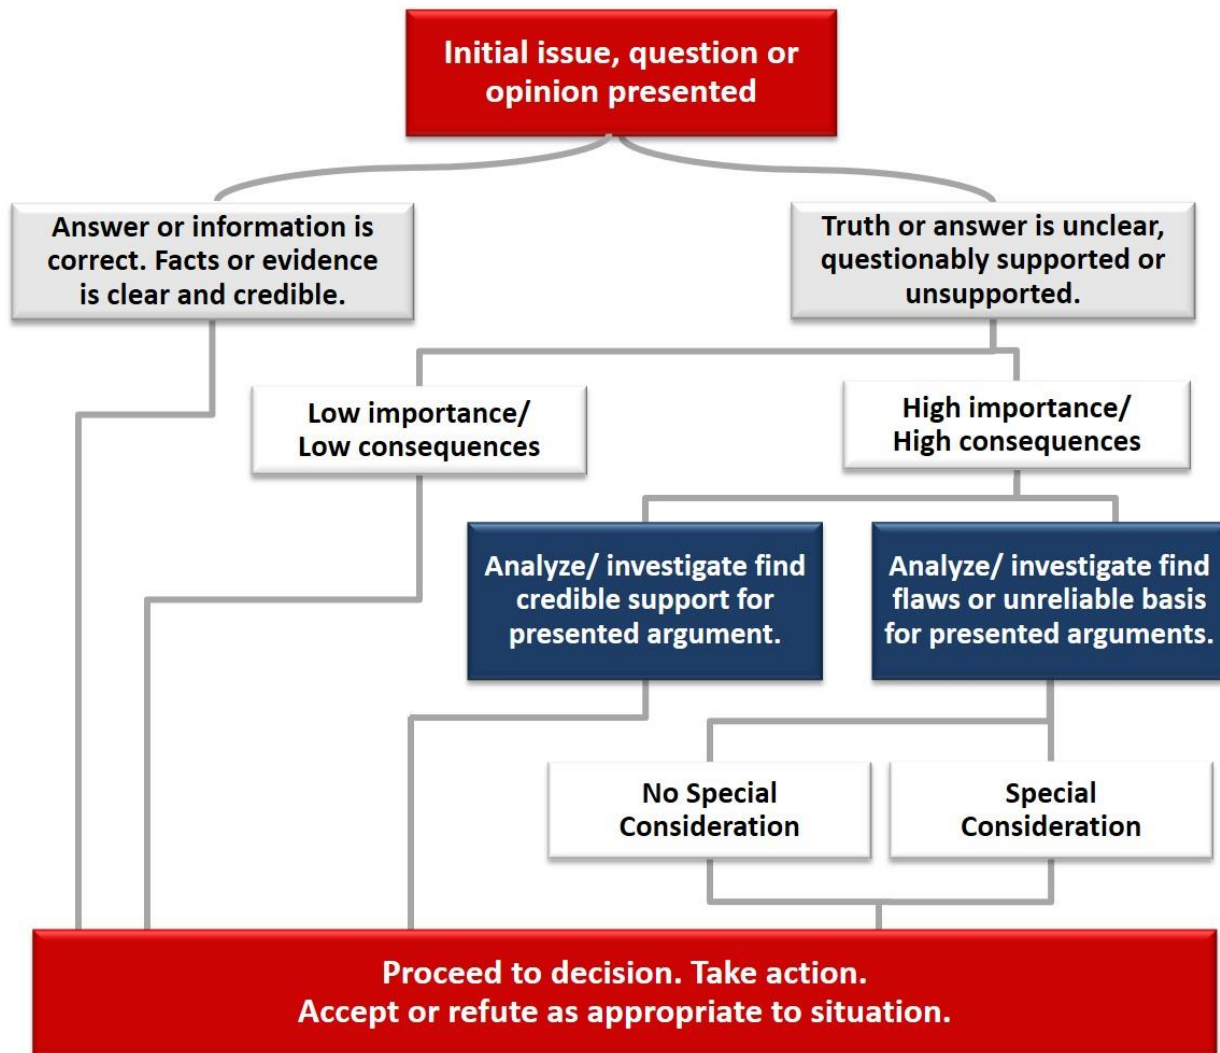 Initial issue, question or
opinion presented
Answer or information is
correct. Facts or evidence
is clear and credible.
Truth or answer is unclear,
questionably supported or
unsupported.
Low importance/
Low consequences
High importance/
High consequences
Analyze/ investigate find
credible support for
presented argument.
Analyze/ investigate find
flaws or unreliable basis
for presented arguments.
No Special
Consideration
Special
Consideration
Proceed to decision. Take action.
Accept or refute as appropriate to situation.